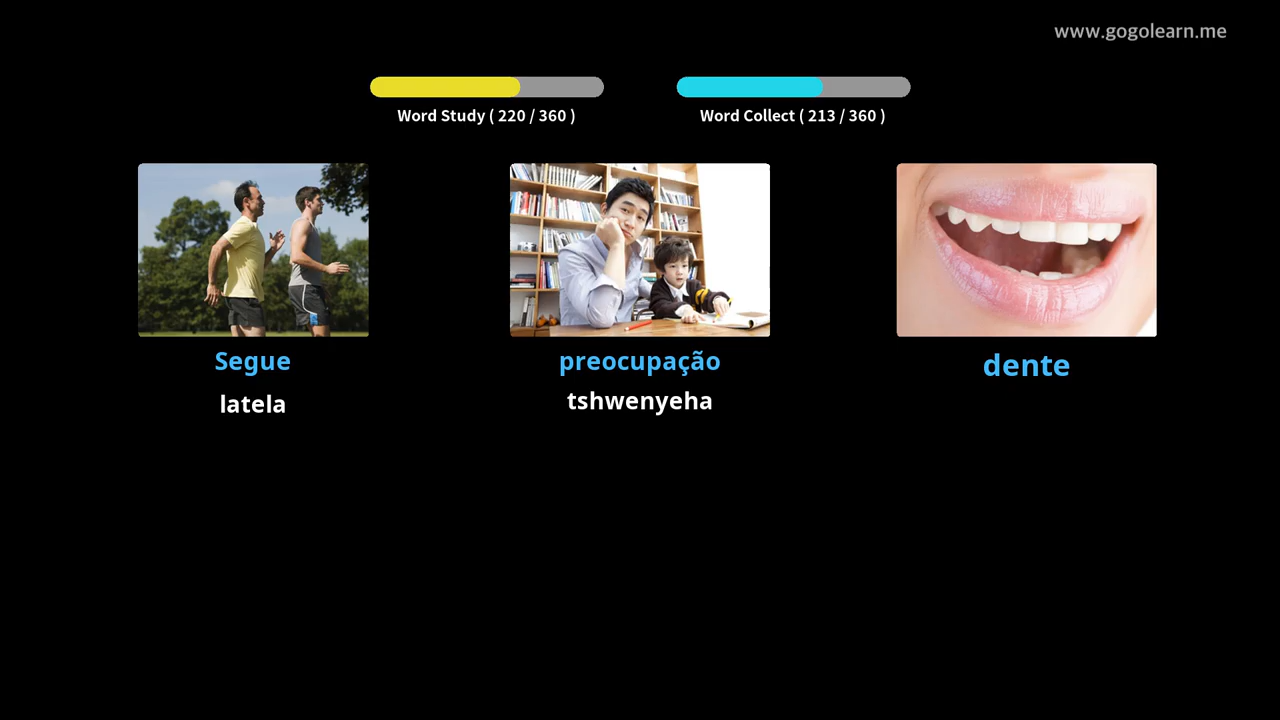 www.gogolearn.me
Word Study ( 220 / 360 )
Word Collect ( 213 / 360 )
Segue
latela
preocupação
tshwenyeha
dente